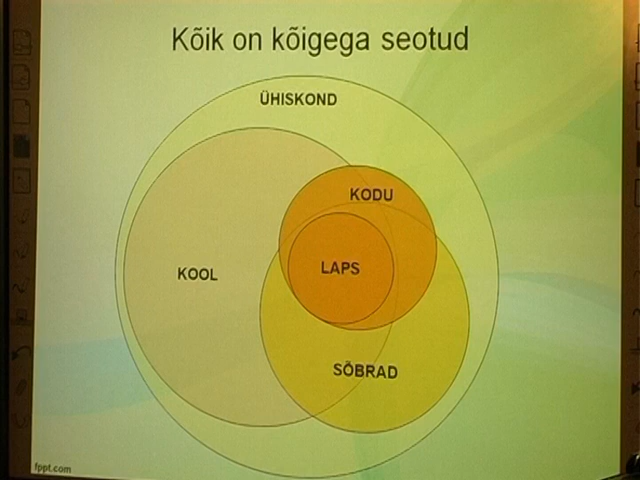 Kõik on kõigega seotud
ÜHISKOND
KODU
KOOL
LAPS
SÕBRAD
fppt.com